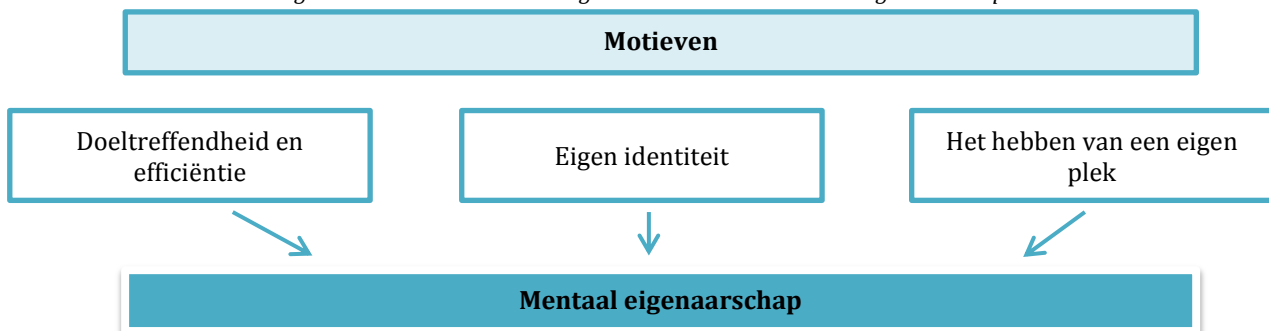 Motieven
Doeltreffendheid en
efficiëntie
Eigen identiteit
Het hebben van een eigen
plek
Mentaal eigenaarschap